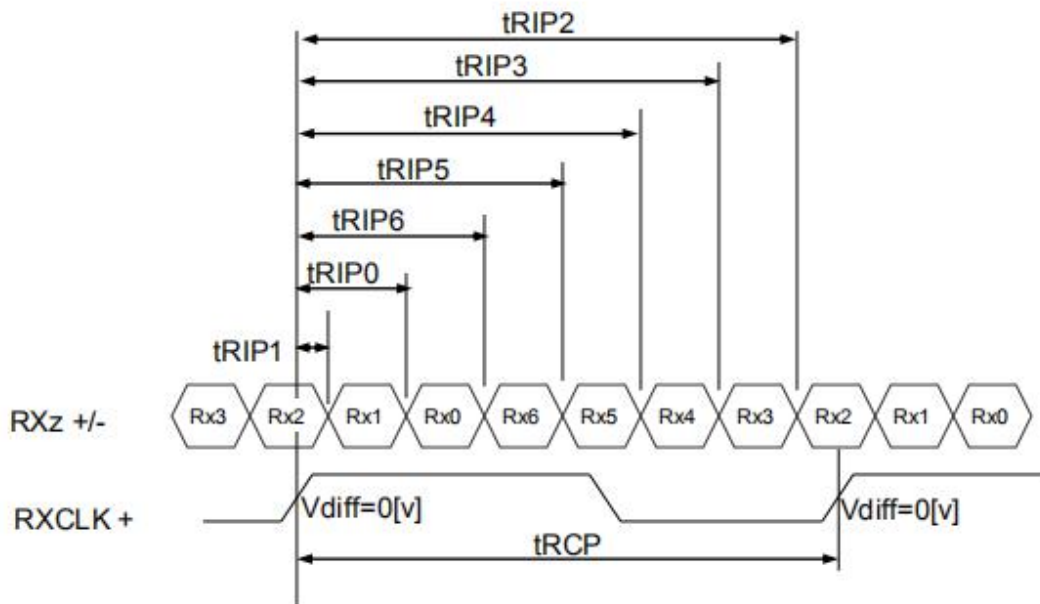 tRIP2
tRIP3
tRIP4
tRIP5
tRIP6
tRIP0
tRIP1
RXz +/- Rx3 Rx2 Rx1 Rx0 Rx6 Rx5 Rx4 Rx3 Rx2 Rx1 Rx0
RXCLK + Vdiff=0[v] Vdiff=0[v]
tRCP